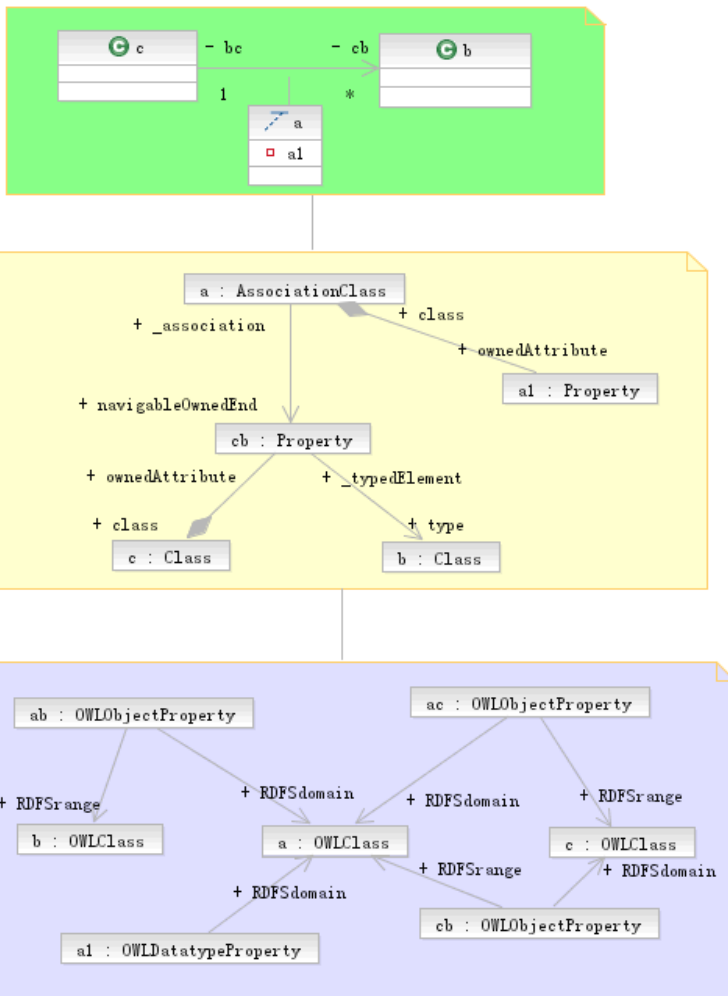 C c
- bc
- cb
C b
1
*
a
a1
a : AssociationClass
+ class
+ _association
+ ownedAttribute
a1 : Property
+ navigableOwnedEnd
cb : Property
+ ownedAttribute
+ _typedElement
+ class
+ type
c : Class
b : Class
ab : OWLObjectProperty
ac : OWLObjectProperty
+ RDFSrange
+ RDFSdomain
+ RDFSdomain
+ RDFSrange
b : OWLClass
a : OWLClass
c : OWLClass
+ RDFSrange
+ RDFSdomain
+ RDFSdomain
cb : OWLObjectProperty
a1 : OWLDatatypeProperty